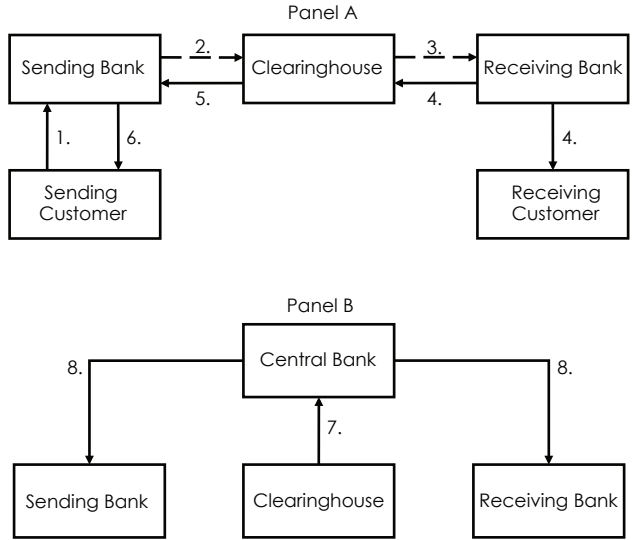 Panel A
2.
3.
Sending Bank
Clearinghouse
Receiving Bank
5.
4.
1.
6.
4.
Sending
Customer
Receiving
Customer
Panel B
Central Bank
8.
8.
7.
Sending Bank
Clearinghouse
Receiving Bank